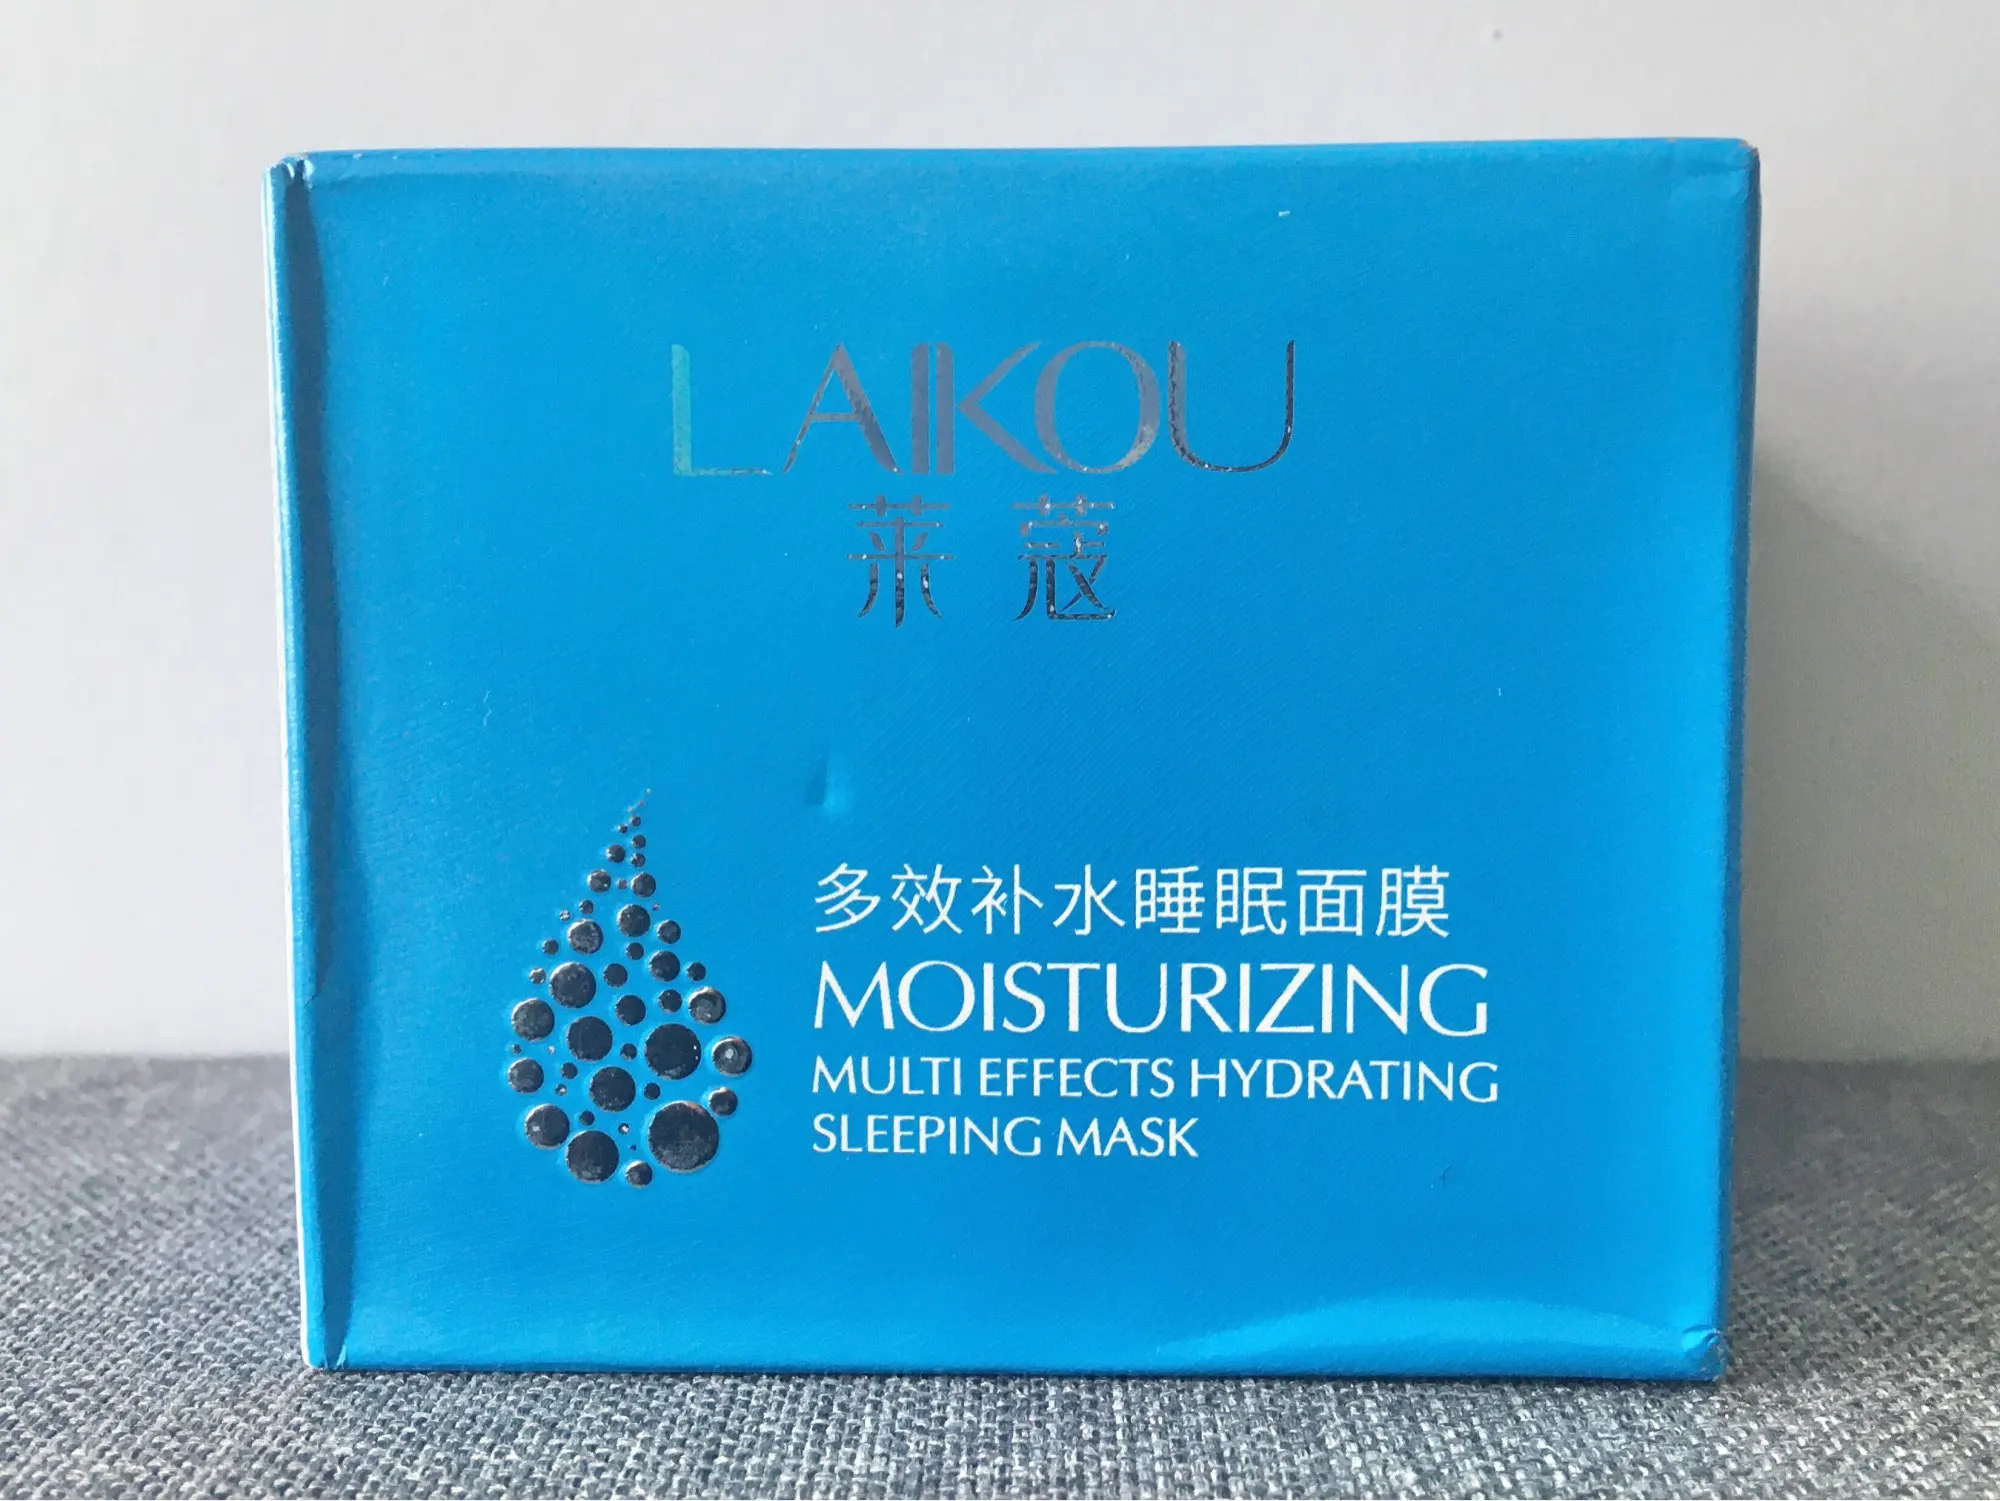 LAIKOU
莱蔻
多效补水睡眠面膜
MOISTURIZING
MULTI EFFECTS HYDRATING
SLEEPING MASK